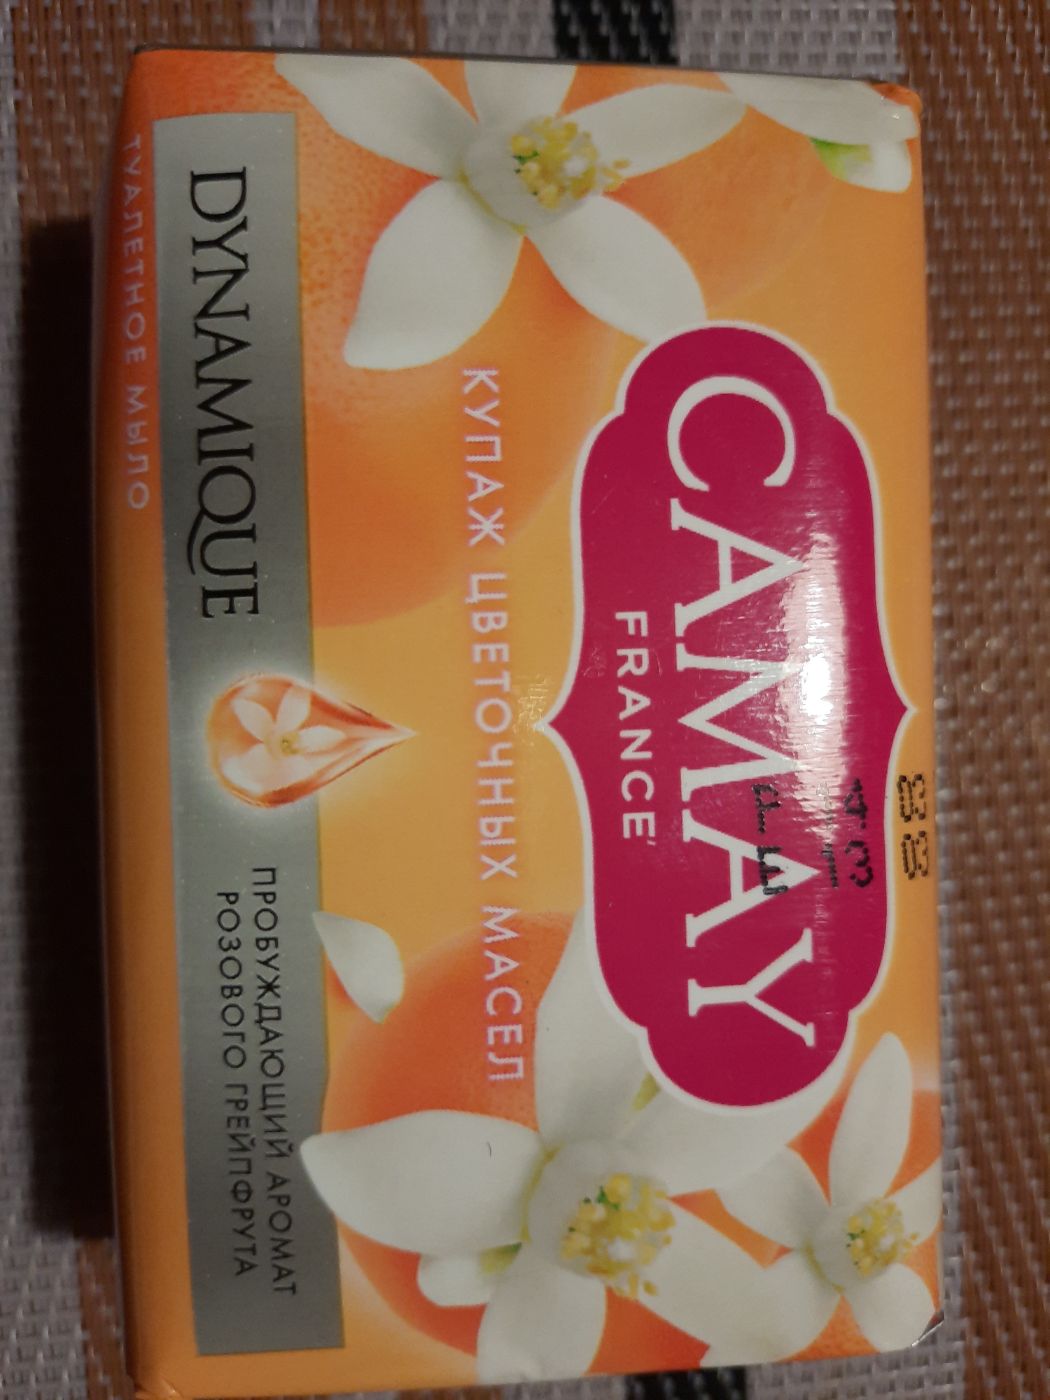 CAMAY
FRANCE'
КУПАЖ ЦВЕТОЧНЫХ МАСЕЛ
DYNAMIQUE
ПРОБУЖДАЮЩИЙ АРОМАТ
РОЗОВОГО ГРЕЙПФРУТА
ТУАЛЕТНОЕ МЫЛО